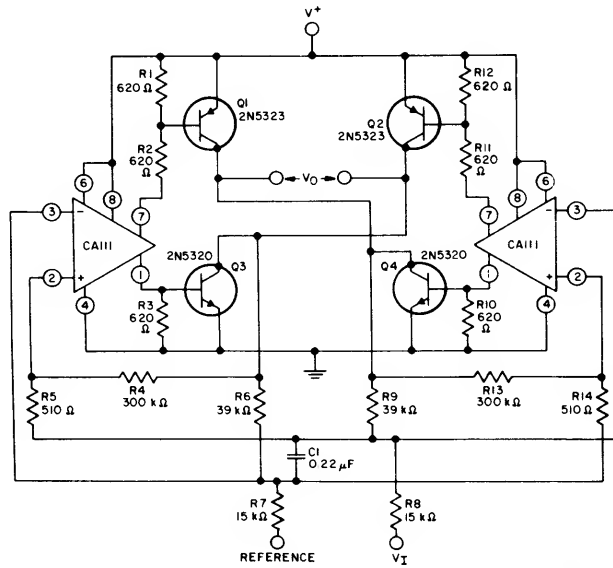 V+
R1
620 Ω
R12
620 Ω
Q1
2N5323
Q2
2N5323
R2
620
Ω
R11
620
Ω
6
8
7
V_O
7
8
6
3
−
CA111
CA111
−
3
2
+
1
2N5320
Q3
2N5320
Q4
1
+
2
4
R3
620
Ω
R10
620
Ω
4
R5
510 Ω
R4
300 kΩ
R6
39 kΩ
R9
39 kΩ
R13
300 kΩ
R14
510 Ω
C1
0.22 μF
R7
15 kΩ
R8
15 kΩ
REFERENCE
V_I